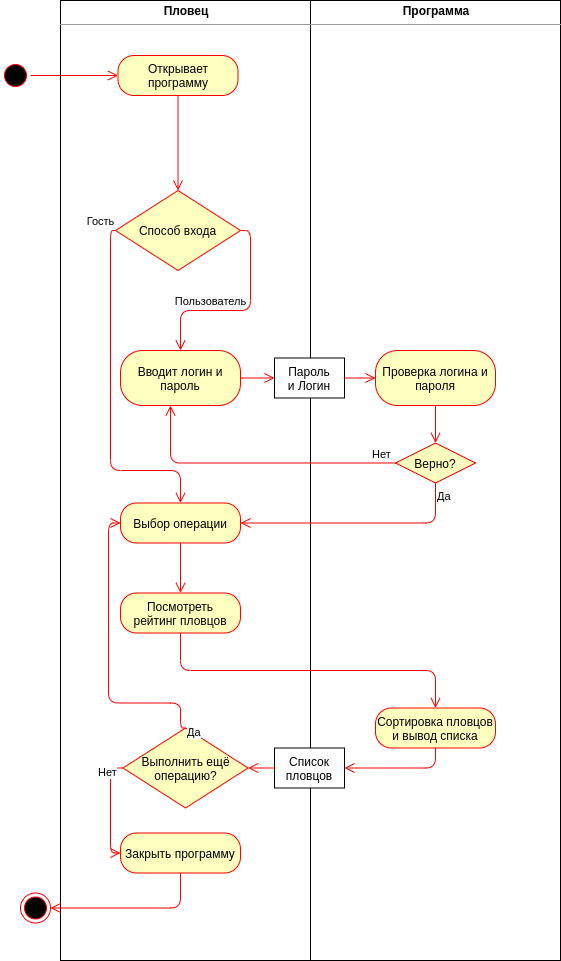 Пловец
Программа
Открывает
программу
Гость
Способ входа
Пользователь
Вводит логин и
пароль
Пароль
и Логин
Проверка логина и
пароля
Нет
Верно?
Да
Выбор операции
Посмотреть
рейтинг пловцов
Сортировка пловцов
и вывод списка
Да
Выполнить ещё
операцию?
Список
пловцов
Нет
Закрыть программу